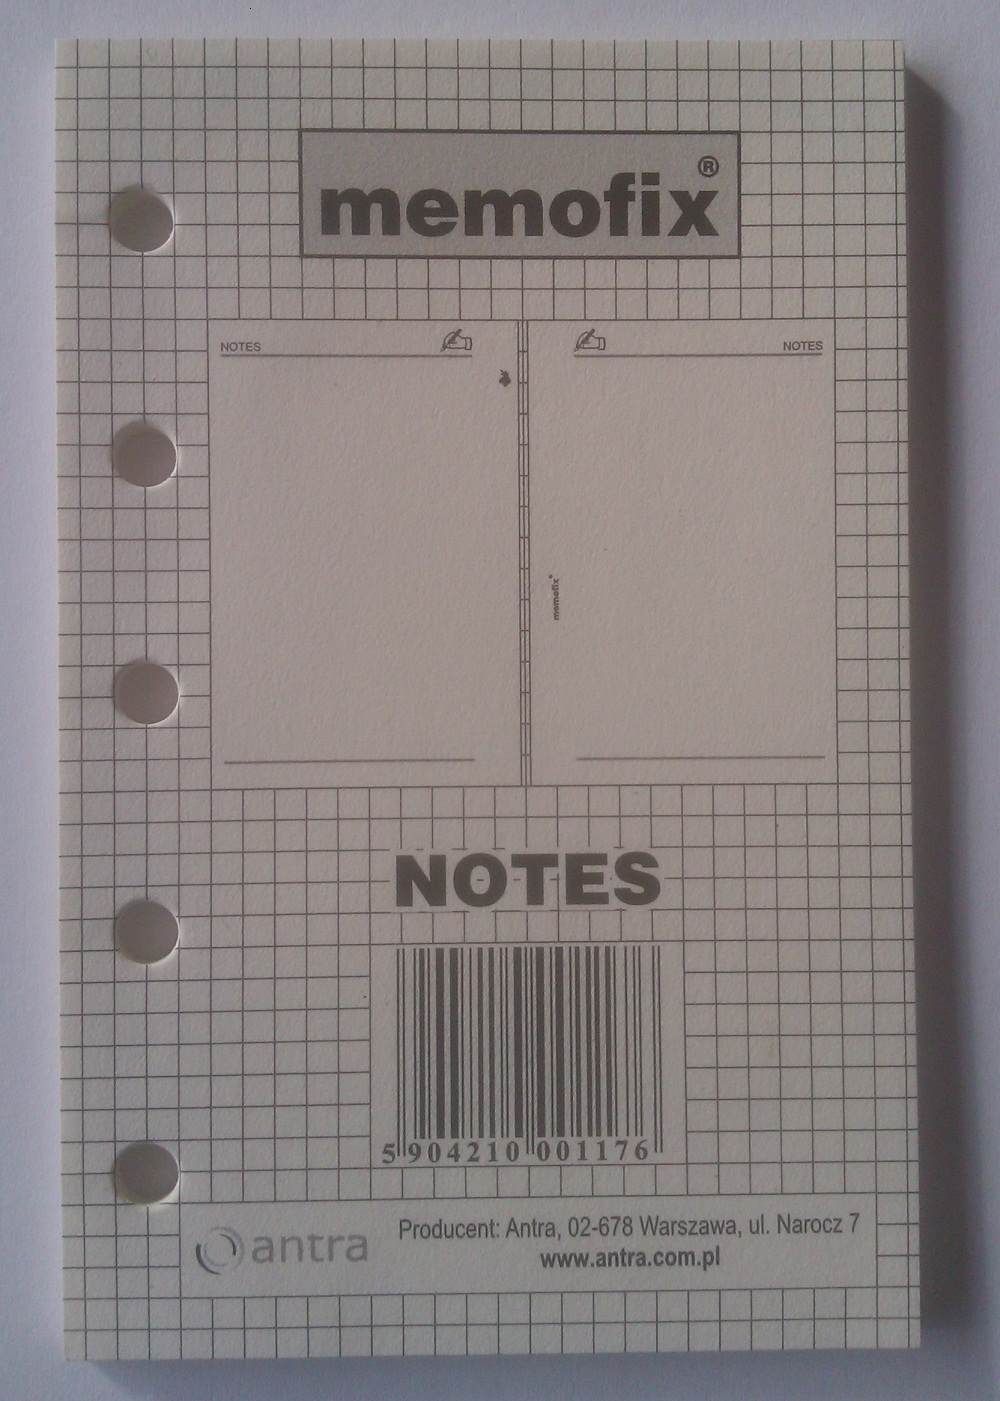 memofix®
NOTES
NOTES
memofix®
NOTES
5 904210 001176
antra
Producent: Antra, 02-678 Warszawa, ul. Narocz 7
www.antra.com.pl